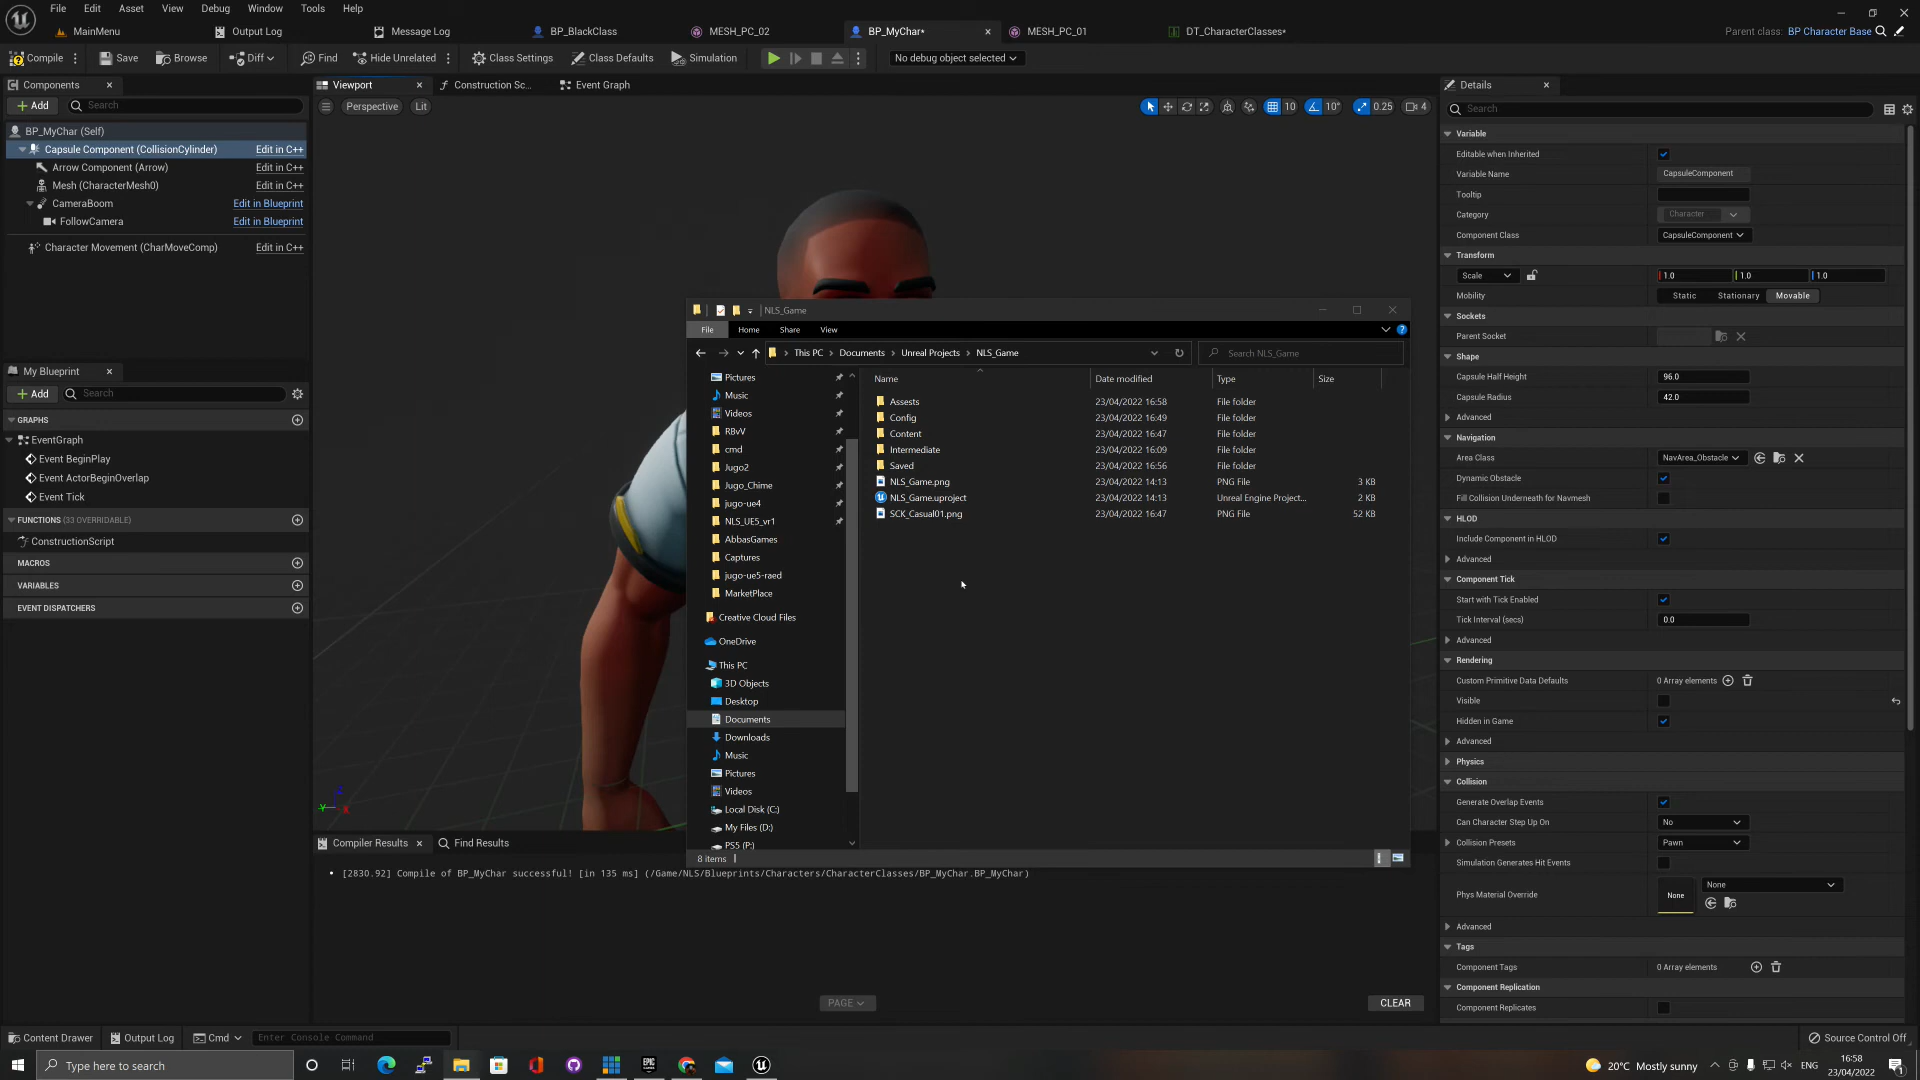 File Edit Asset View Debug Window Tools Help
MainMenu Output Log Message Log BP_BlackClass MESH_PC_02 BP_MyChar* MESH_PC_01 DT_CharacterClasses* Parent class: BP Character Base
Compile Save Browse Diff Find Hide Unrelated Class Settings Class Defaults Simulation No debug object selected
Components
Add Search
BP_MyChar (Self)
Capsule Component (CollisionCylinder) Edit in C++
Arrow Component (Arrow) Edit in C++
Mesh (CharacterMesh0) Edit in C++
CameraBoom Edit in Blueprint
FollowCamera Edit in Blueprint
Character Movement (CharMoveComp) Edit in C++
My Blueprint
Add Search
GRAPHS
EventGraph
Event BeginPlay
Event ActorBeginOverlap
Event Tick
FUNCTIONS (33 OVERRIDABLE)
ConstructionScript
MACROS
VARIABLES
EVENT DISPATCHERS
Viewport Construction Sc... Event Graph
Perspective Lit 10 10° 0.25 4
NLS_Game
File Home Share View
This PC Documents Unreal Projects NLS_Game Search NLS_Game
Pictures
Music
Videos
RBvV
cmd
Jugo2
Jugo_Chime
jugo-ue4
NLS_UE5_vr1
AbbasGames
Captures
jugo-ue5-raed
MarketPlace
Creative Cloud Files
OneDrive
This PC
3D Objects
Desktop
Documents
Downloads
Music
Pictures
Videos
Local Disk (C:)
My Files (D:)
PS5 (P:)
Name Date modified Type Size
Assests 23/04/2022 16:58 File folder
Config 23/04/2022 16:49 File folder
Content 23/04/2022 16:47 File folder
Intermediate 23/04/2022 16:09 File folder
Saved 23/04/2022 16:56 File folder
NLS_Game.png 23/04/2022 14:13 PNG File 3 KB
NLS_Game.uproject 23/04/2022 14:13 Unreal Engine Project... 2 KB
SCK_Casual01.png 23/04/2022 16:47 PNG File 52 KB
8 items
Z
Y X
Compiler Results Find Results
[2830.92] Compile of BP_MyChar successful! [in 135 ms] (/Game/NLS/Blueprints/Characters/CharacterClasses/BP_MyChar.BP_MyChar)
PAGE CLEAR
Details
Search
Variable
Editable when Inherited
Variable Name CapsuleComponent
Tooltip
Category Character
Component Class CapsuleComponent
Transform
Scale 1.0 1.0 1.0
Mobility Static Stationary Movable
Sockets
Parent Socket
Shape
Capsule Half Height 96.0
Capsule Radius 42.0
Advanced
Navigation
Area Class NavArea_Obstacle
Dynamic Obstacle
Fill Collision Underneath for Navmesh
HLOD
Include Component in HLOD
Advanced
Component Tick
Start with Tick Enabled
Tick Interval (secs) 0.0
Advanced
Rendering
Custom Primitive Data Defaults 0 Array elements
Visible
Hidden in Game
Advanced
Physics
Collision
Generate Overlap Events
Can Character Step Up On No
Collision Presets Pawn
Simulation Generates Hit Events
Phys Material Override None None
Advanced
Tags
Component Tags 0 Array elements
Component Replication
Component Replicates
Content Drawer Output Log Cmd Enter Console Command Source Control Off
Type here to search 20°C Mostly sunny ENG 16:58
23/04/2022